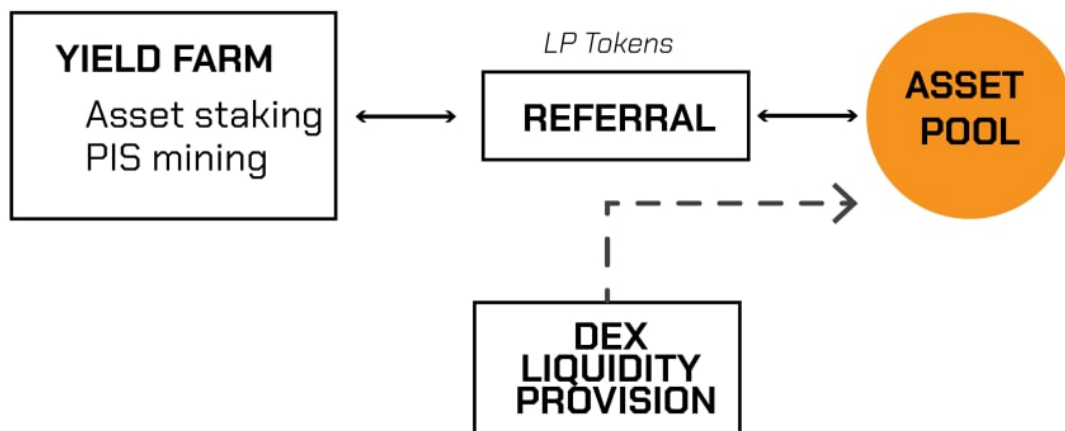 YIELD FARM
Asset staking
PIS mining
LP Tokens
REFERRAL
ASSET
POOL
DEX
LIQUIDITY
PROVISION